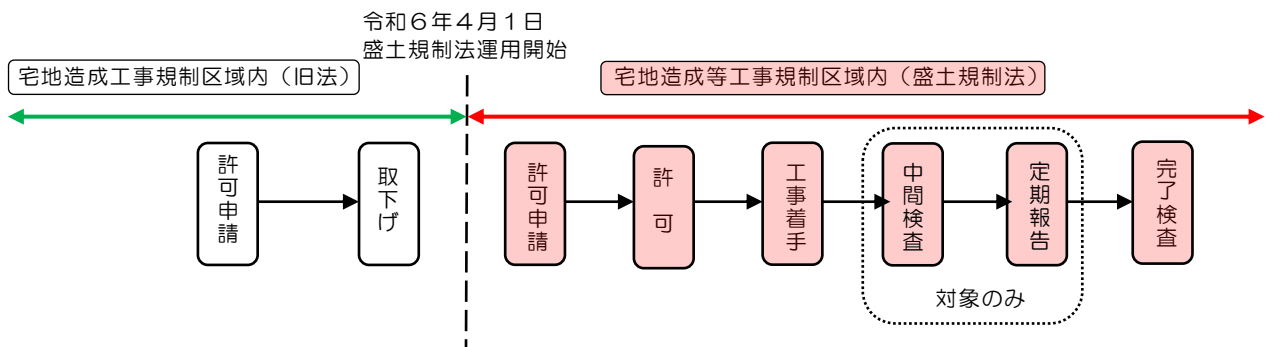 令和６年４月１日
盛土規制法運用開始
宅地造成工事規制区域内（旧法）
宅地造成等工事規制区域内（盛土規制法）
許可申請
取下げ
許可申請
許可
工事着手
中間検査
定期報告
完了検査
対象のみ